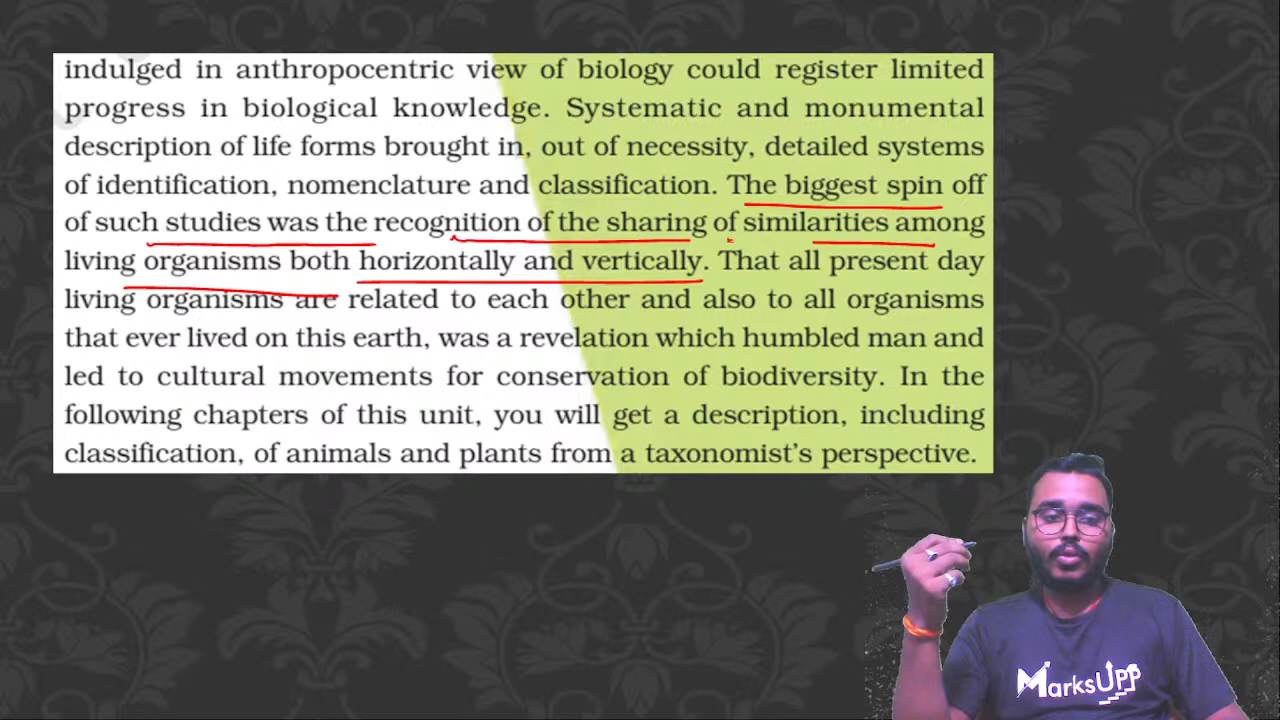 indulged in anthropocentric view of biology could register limited
progress in biological knowledge. Systematic and monumental
description of life forms brought in, out of necessity, detailed systems
of identification, nomenclature and classification. The biggest spin off
of such studies was the recognition of the sharing of similarities among
living organisms both horizontally and vertically. That all present day
living organisms are related to each other and also to all organisms
that ever lived on this earth, was a revelation which humbled man and
led to cultural movements for conservation of biodiversity. In the
following chapters of this unit, you will get a description, including
classification, of animals and plants from a taxonomist's perspective.
MarksUpp